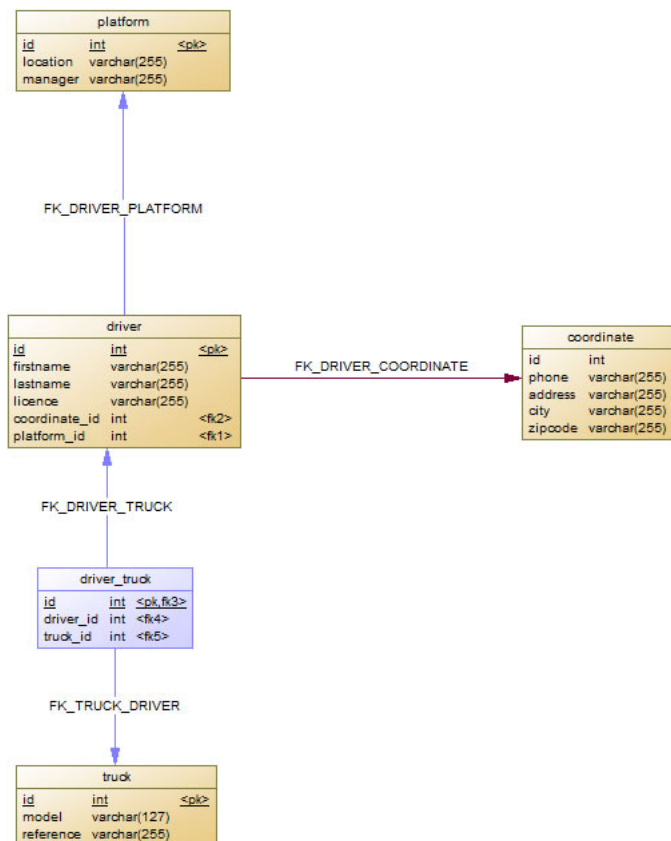 platform
id int <pk>
location varchar(255)
manager varchar(255)
FK_DRIVER_PLATFORM
driver
id int <pk>
firstname varchar(255)
lastname varchar(255)
licence varchar(255)
coordinate_id int <fk2>
platform_id int <fk1>
FK_DRIVER_COORDINATE
coordinate
id int
phone varchar(255)
address varchar(255)
city varchar(255)
zipcode varchar(255)
FK_DRIVER_TRUCK
driver_truck
id int <pk,fk3>
driver_id int <fk4>
truck_id int <fk5>
FK_TRUCK_DRIVER
truck
id int <pk>
model varchar(127)
reference varchar(255)